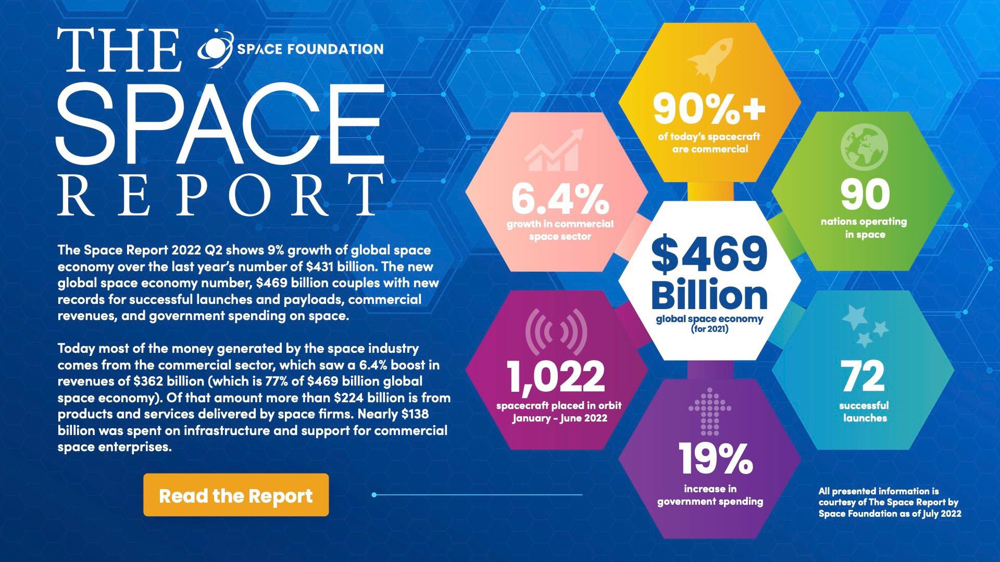 THE
SPACE FOUNDATION
SPACE
REPORT
The Space Report 2022 Q2 shows 9% growth of global space
economy over the last year's number of $431 billion. The new
global space economy number, $469 billion couples with new
records for successful launches and payloads, commercial
revenues, and government spending on space.
Today most of the money generated by the space industry
comes from the commercial sector, which saw a 6.4% boost in
revenues of $362 billion (which is 77% of $469 billion global
space economy). Of that amount more than $224 billion is from
products and services delivered by space firms. Nearly $138
billion was spent on infrastructure and support for commercial
space enterprises.
Read the Report
90%+
of today's spacecraft
are commercial
6.4%
growth in commercial
space sector
90
nations operating
in space
$469
Billion
global space economy
(for 2021)
1,022
spacecraft placed in orbit
January - June 2022
72
successful
launches
19%
increase in
government spending
All presented information is
courtesy of The Space Report by
Space Foundation as of July 2022